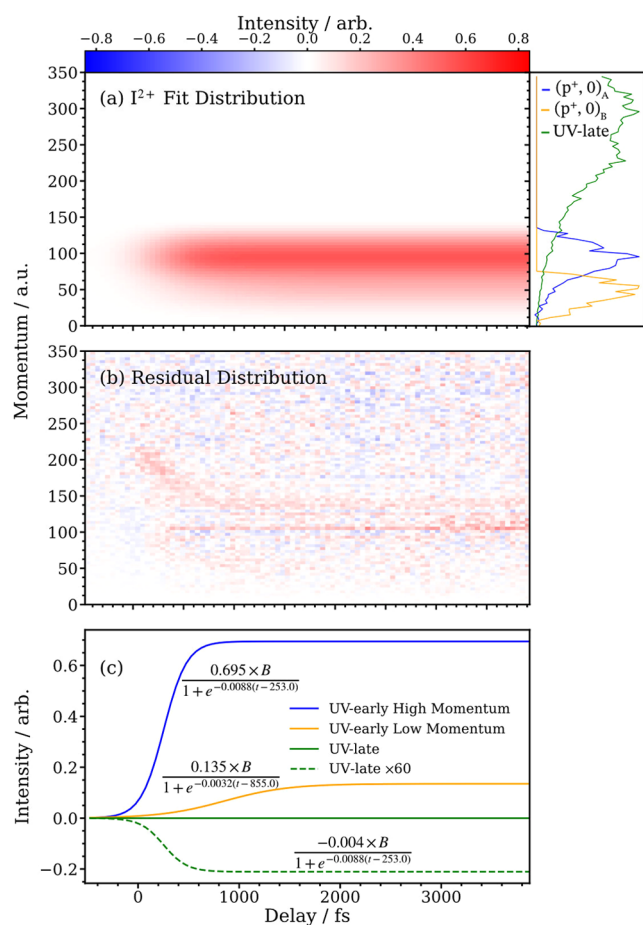 Intensity / arb.
−0.8 −0.6 −0.4 −0.2 0.0 0.2 0.4 0.6 0.8
(a) I²⁺ Fit Distribution
350
300
250
200
150
100
50
0
(p⁺, 0)_A
(p⁺, 0)_B
UV-late
Momentum / a.u.
(b) Residual Distribution
350
300
250
200
150
100
50
0
(c)
Intensity / arb.
0.6
0.4
0.2
0.0
−0.2
0.695 × B
1 + e^{−0.0088(t−253.0)}
UV-early High Momentum
UV-early Low Momentum
UV-late
UV-late ×60
0.135 × B
1 + e^{−0.0032(t−855.0)}
−0.004 × B
1 + e^{−0.0088(t−253.0)}
0 1000 2000 3000
Delay / fs